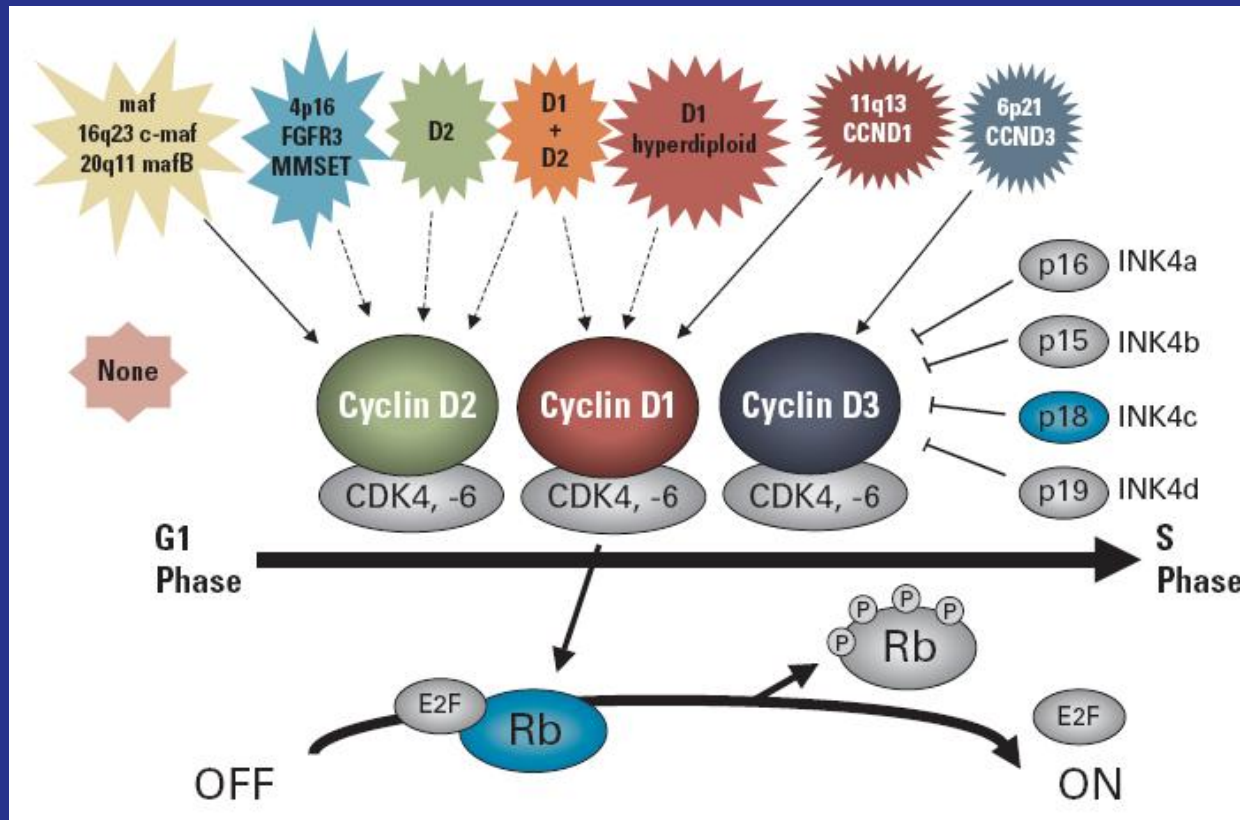 maf
16q23 c-maf
20q11 mafB
4p16
FGFR3
MMSET
D2
D1
+
D2
D1
hyperdiploid
11q13
CCND1
6p21
CCND3
p16 INK4a
p15 INK4b
p18 INK4c
p19 INK4d
None
Cyclin D2
Cyclin D1
Cyclin D3
CDK4, -6
CDK4, -6
CDK4, -6
G1
Phase
S
Phase
P
P
P
P
Rb
E2F
Rb
E2F
OFF
ON